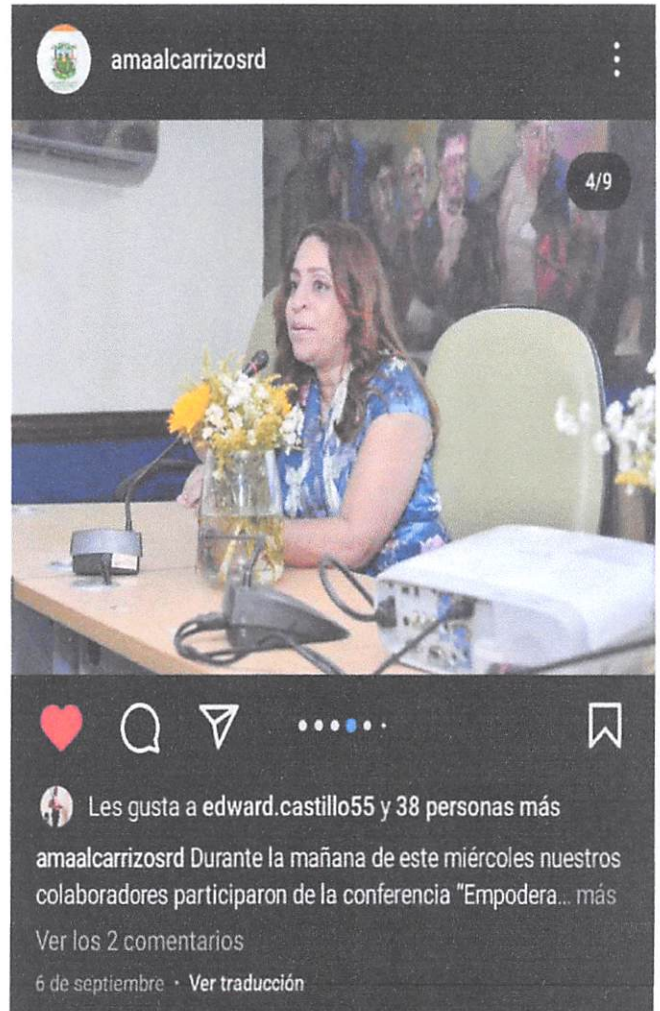 amaalcarrizosrd
4/9
Les gusta a edward.castillo55 y 38 personas más
amaalcarrizosrd Durante la mañana de este miércoles nuestros
colaboradores participaron de la conferencia "Empodera... más
Ver los 2 comentarios
6 de septiembre • Ver traducción